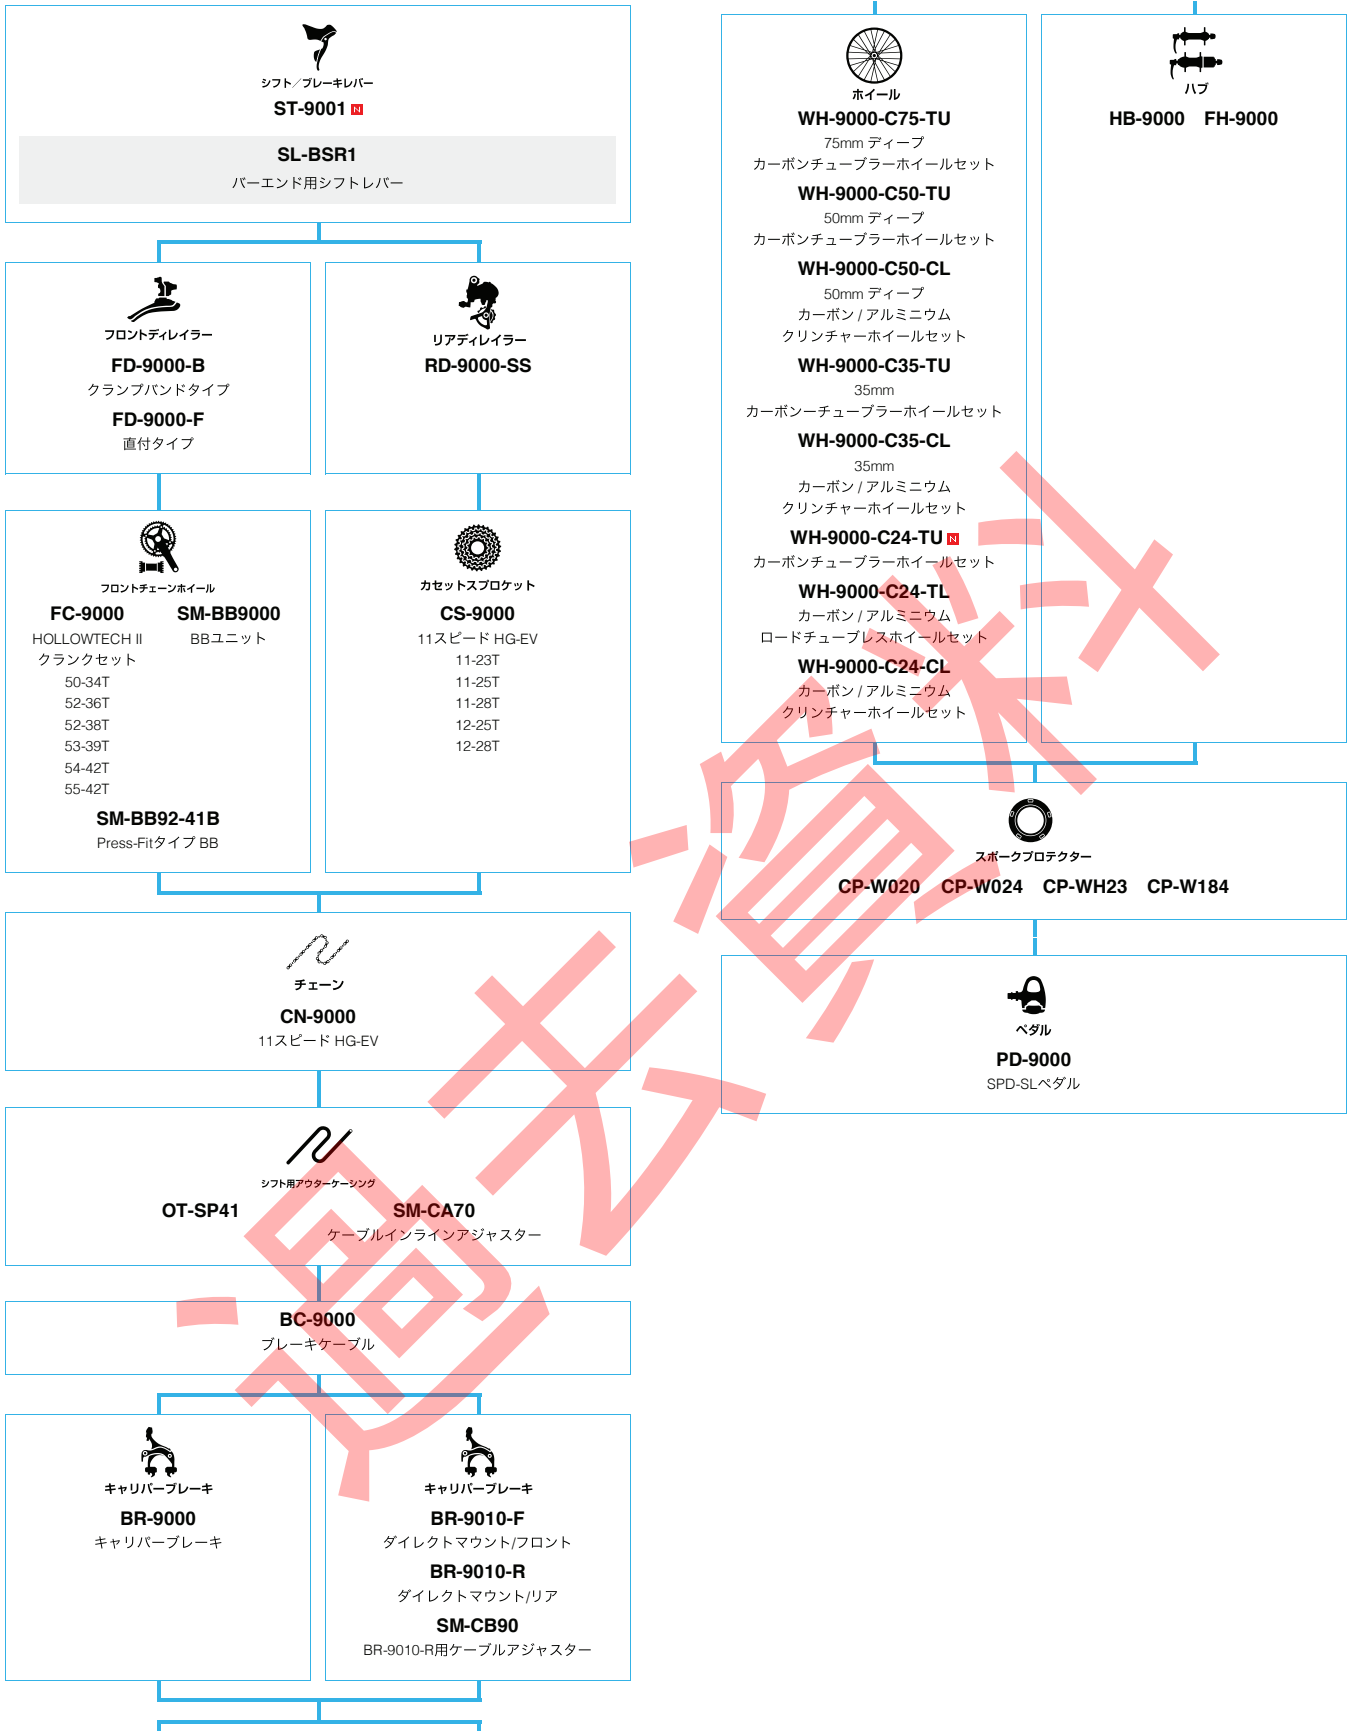 シフト／ブレーキレバー
ST-9001 N
SL-BSR1
バーエンド用シフトレバー
フロントディレイラー
FD-9000-B
クランプバンドタイプ
FD-9000-F
直付タイプ
リアディレイラー
RD-9000-SS
フロントチェーンホイール
FC-9000 SM-BB9000
HOLLOWTECH II BBユニット
クランクセット
50-34T
52-36T
52-38T
53-39T
54-42T
55-42T
SM-BB92-41B
Press-Fitタイプ BB
カセットスプロケット
CS-9000
11スピード HG-EV
11-23T
11-25T
11-28T
12-25T
12-28T
チェーン
CN-9000
11スピード HG-EV
シフト用アウターケーシング
OT-SP41 SM-CA70
ケーブルインラインアジャスター
BC-9000
ブレーキケーブル
キャリパーブレーキ
BR-9000
キャリパーブレーキ
キャリパーブレーキ
BR-9010-F
ダイレクトマウント/フロント
BR-9010-R
ダイレクトマウント/リア
SM-CB90
BR-9010-R用ケーブルアジャスター
ホイール
WH-9000-C75-TU
75mm ディープ
カーボンチューブラーホイールセット
WH-9000-C50-TU
50mm ディープ
カーボンチューブラーホイールセット
WH-9000-C50-CL
50mm ディープ
カーボン / アルミニウム
クリンチャーホイールセット
WH-9000-C35-TU
35mm
カーボンーチューブラーホイールセット
WH-9000-C35-CL
35mm
カーボン / アルミニウム
クリンチャーホイールセット
WH-9000-C24-TU N
カーボンチューブラーホイールセット
WH-9000-C24-TL
カーボン / アルミニウム
ロードチューブレスホイールセット
WH-9000-C24-CL
カーボン / アルミニウム
クリンチャーホイールセット
ハブ
HB-9000 FH-9000
スポークプロテクター
CP-W020 CP-W024 CP-WH23 CP-W184
ペダル
PD-9000
SPD-SLペダル
過去資料